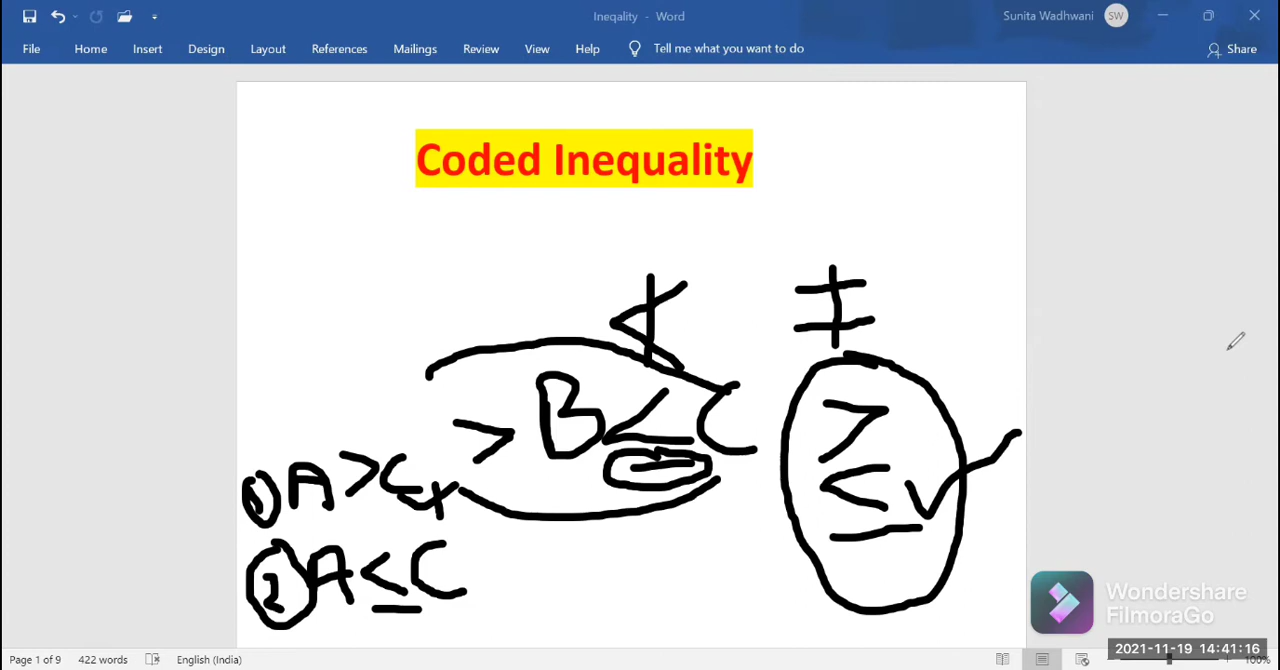 Ineqality - Word
Sunita Wadhwani SW
File Home Insert Design Layout References Mailings Review View Help Tell me what you want to do Share
Coded Inequality
> B ≤ C
① A > C x
② A ≤ C
>
<
Wondershare
FilmoraGo
2021-11-19 14:41:16
Page 1 of 9 422 words English (India) 100%